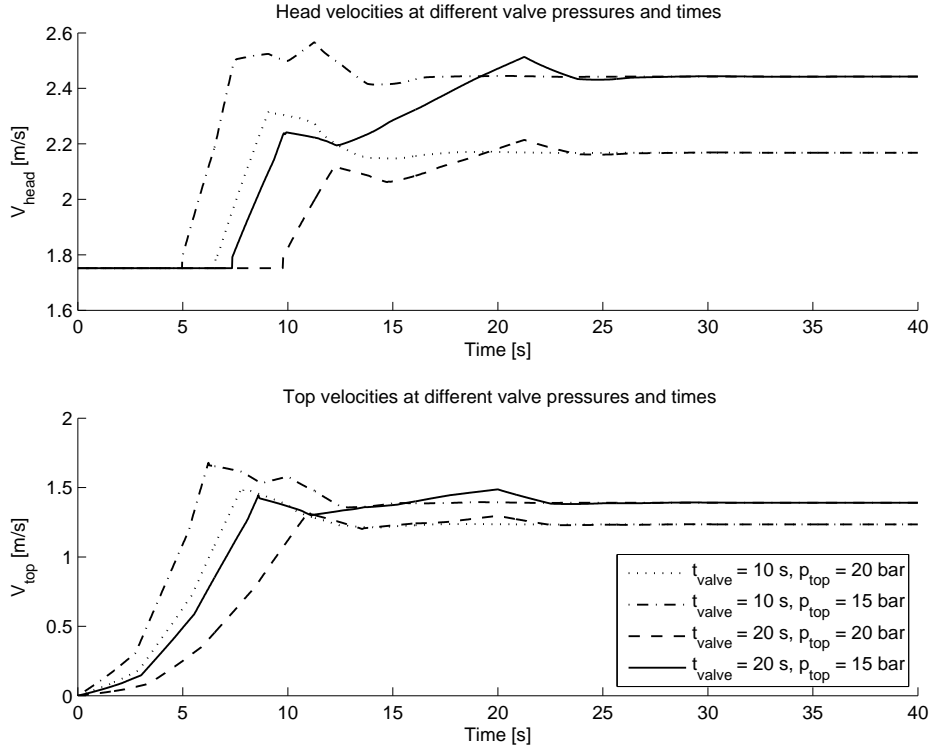 Head velocities at different valve pressures and times
V_head [m/s]
2.6
2.4
2.2
2
1.8
1.6
0 5 10 15 20 25 30 35 40
Time [s]
Top velocities at different valve pressures and times
V_top [m/s]
2
1.5
1
0.5
0
t_valve = 10 s, p_top = 20 bar
t_valve = 10 s, p_top = 15 bar
t_valve = 20 s, p_top = 20 bar
t_valve = 20 s, p_top = 15 bar
0 5 10 15 20 25 30 35 40
Time [s]